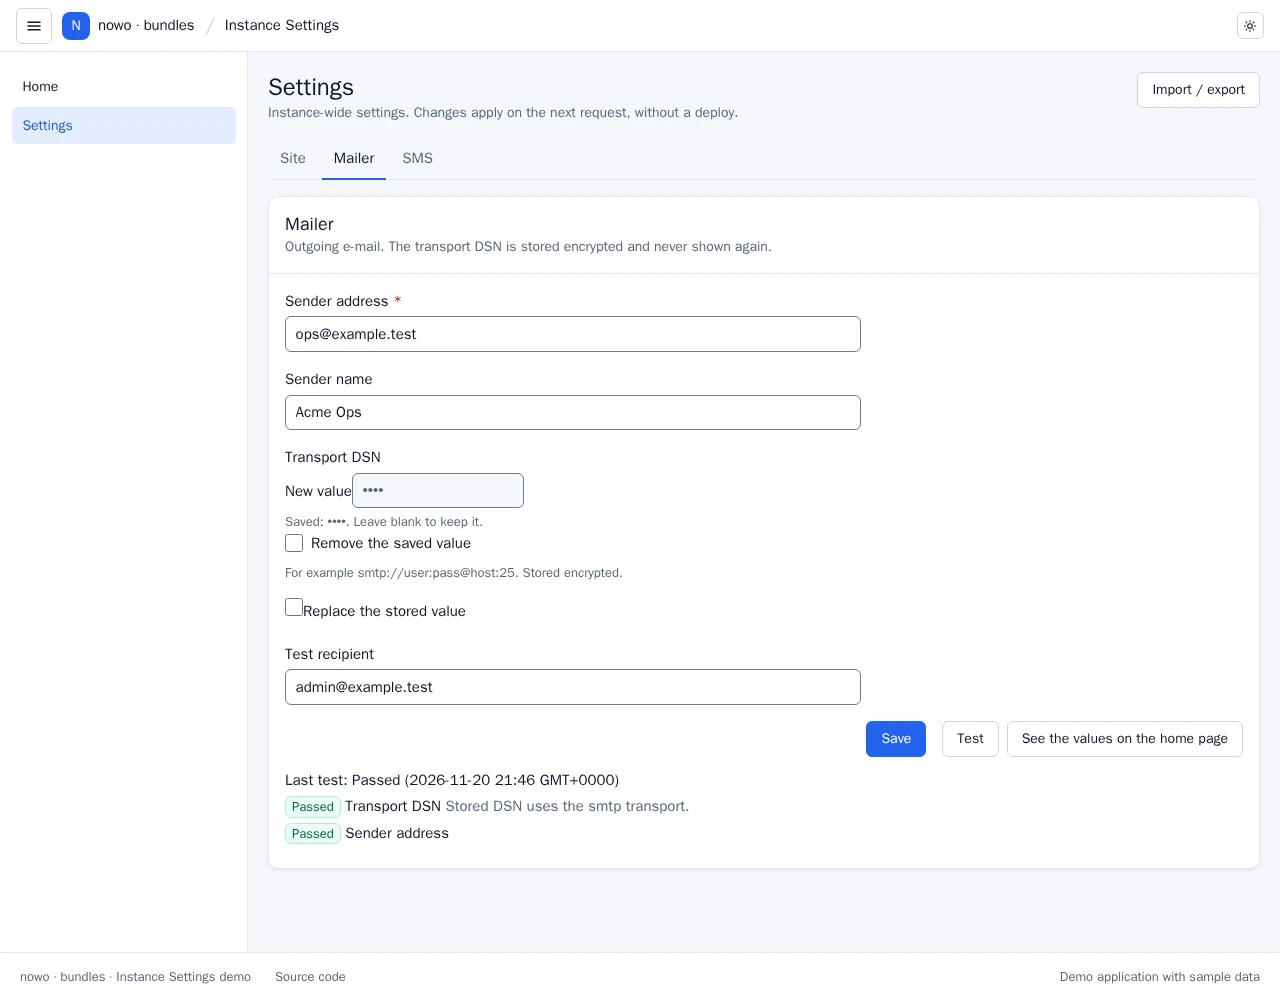 N nowo · bundles / Instance Settings
Home
Settings
Settings
Import / export
Instance-wide settings. Changes apply on the next request, without a deploy.
Site Mailer SMS
Mailer
Outgoing e-mail. The transport DSN is stored encrypted and never shown again.
Sender address *
ops@example.test
Sender name
Acme Ops
Transport DSN
New value ••••
Saved: ••••. Leave blank to keep it.
Remove the saved value
For example smtp://user:pass@host:25. Stored encrypted.
Replace the stored value
Test recipient
admin@example.test
Save Test See the values on the home page
Last test: Passed (2026-11-20 21:46 GMT+0000)
Passed Transport DSN Stored DSN uses the smtp transport.
Passed Sender address
nowo · bundles · Instance Settings demo Source code Demo application with sample data